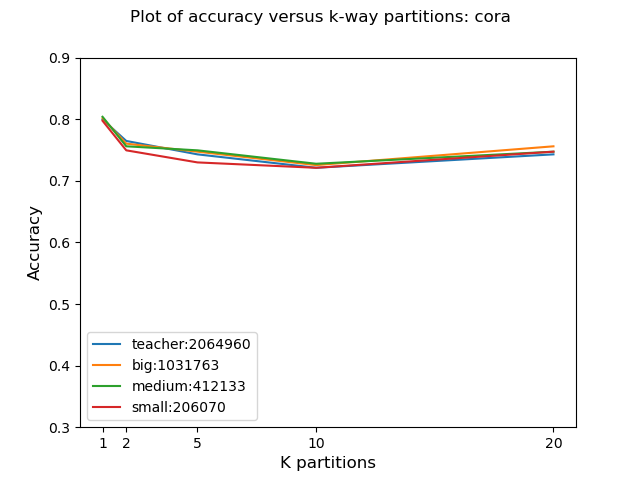 Plot of accuracy versus k-way partitions: cora
Accuracy
0.9
0.8
0.7
0.6
0.5
0.4
0.3
teacher:2064960
big:1031763
medium:412133
small:206070
1 2 5 10 20
K partitions